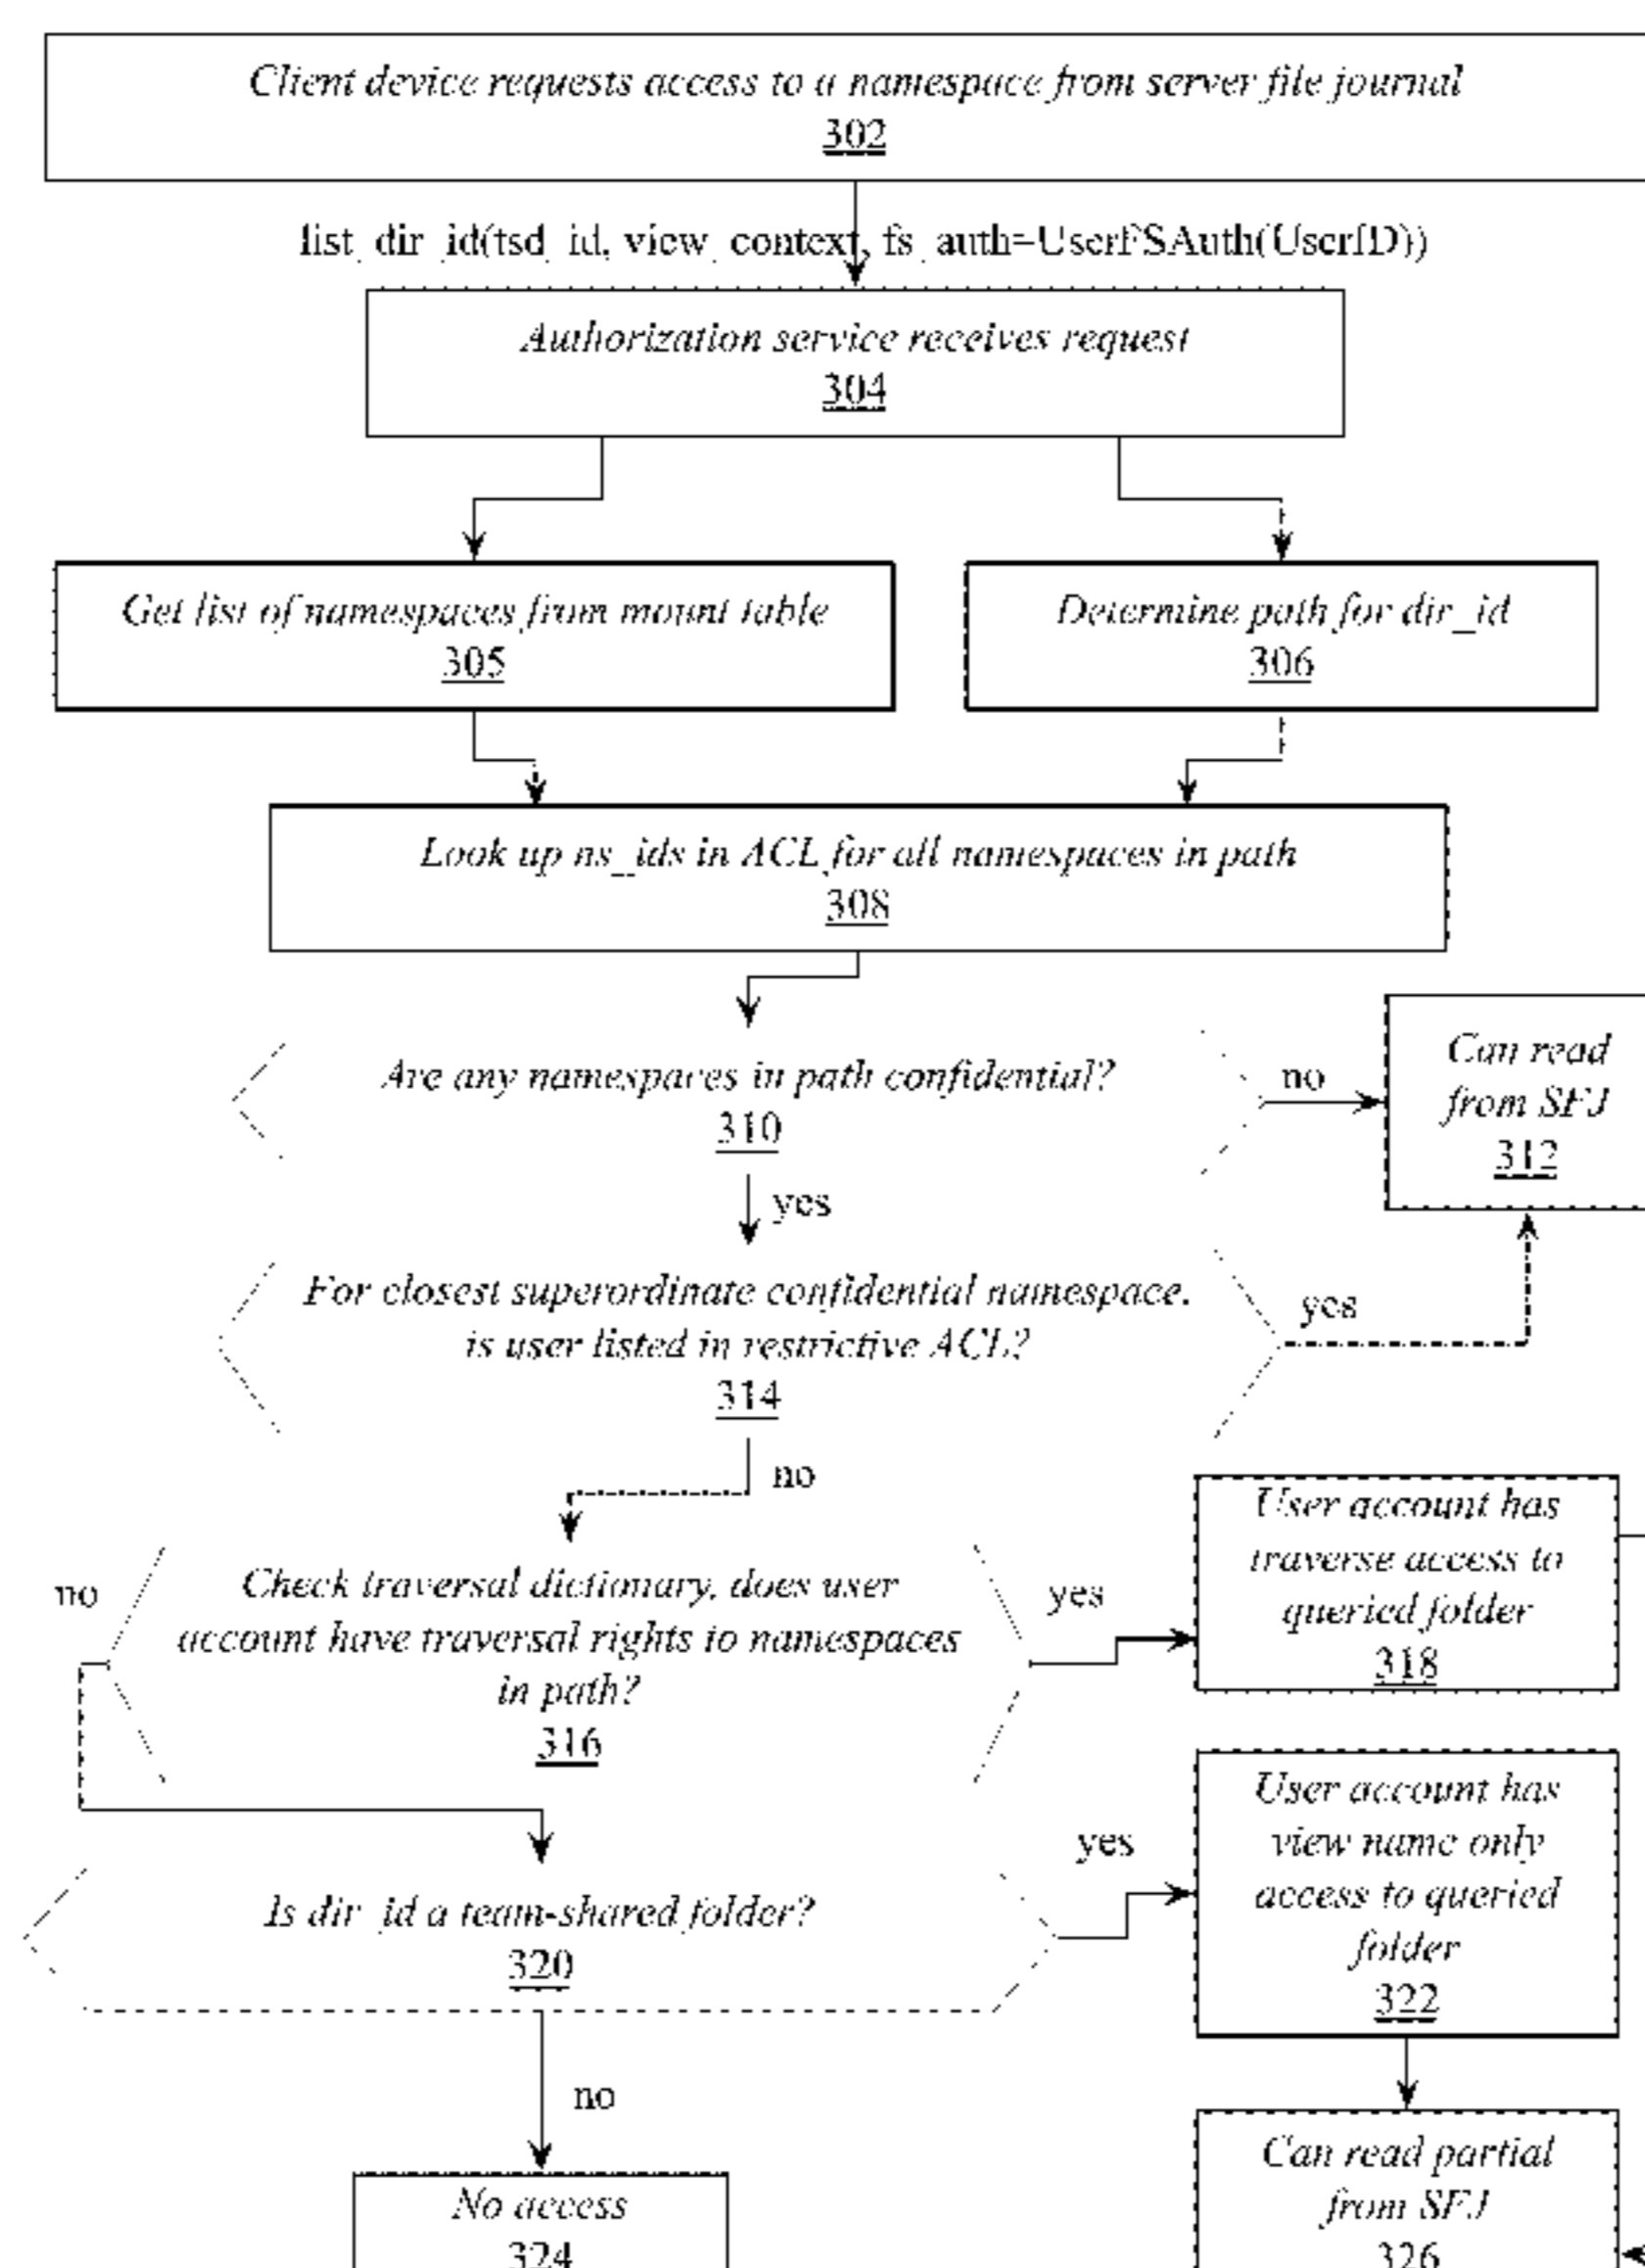 Client device requests access to a namespace from server file journal
302
list_dir_id(tsd_id, view_context, fs_auth=UserFSAuth(UserID))
Authorization service receives request
304
Get list of namespaces from mount table
305
Determine path for dir_id
306
Look up ns_ids in ACL for all namespaces in path
308
Are any namespaces in path confidential?
310
no
Can read
from SFJ
312
yes
For closest superordinate confidential namespace,
is user listed in restrictive ACL?
314
yes
no
Check traversal dictionary, does user
account have traversal rights to namespaces
in path?
316
no
yes
User account has
traverse access to
queried folder
318
Is dir_id a team-shared folder?
320
yes
User account has
view name only
access to queried
folder
322
no
No access
324
Can read partial
from SFJ
326